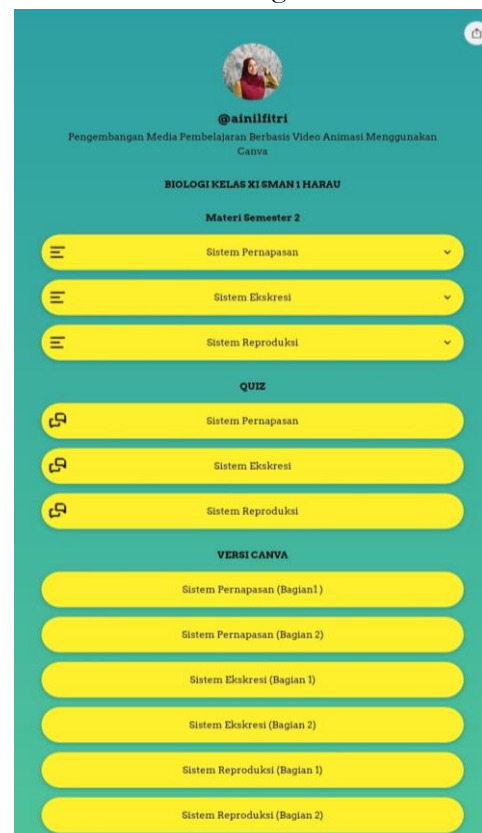 @ainilfitri
Pengembangan Media Pembelajaran Berbasis Video Animasi Menggunakan
Canva
BIOLOGI KELAS XI SMAN 1 HARAU
Materi Semester 2
Sistem Pernapasan
Sistem Ekskresi
Sistem Reproduksi
QUIZ
Sistem Pernapasan
Sistem Ekskresi
Sistem Reproduksi
VERSI CANVA
Sistem Pernapasan (Bagian1 )
Sistem Pernapasan (Bagian 2)
Sistem Ekskresi (Bagian 1)
Sistem Ekskresi (Bagian 2)
Sistem Reproduksi (Bagian 1)
Sistem Reproduksi (Bagian 2)